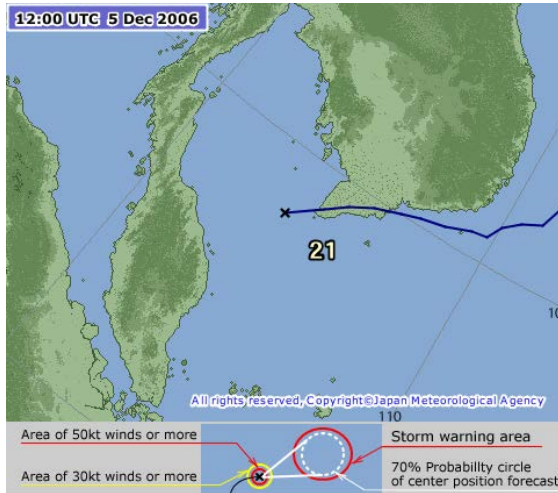 12:00 UTC 5 Dec 2006
21
10
All rights reserved, Copyright©Japan Meteorological Agency
110
Area of 50kt winds or more
Storm warning area
Area of 30kt winds or more
70% Probabillty circle
of center position forecast